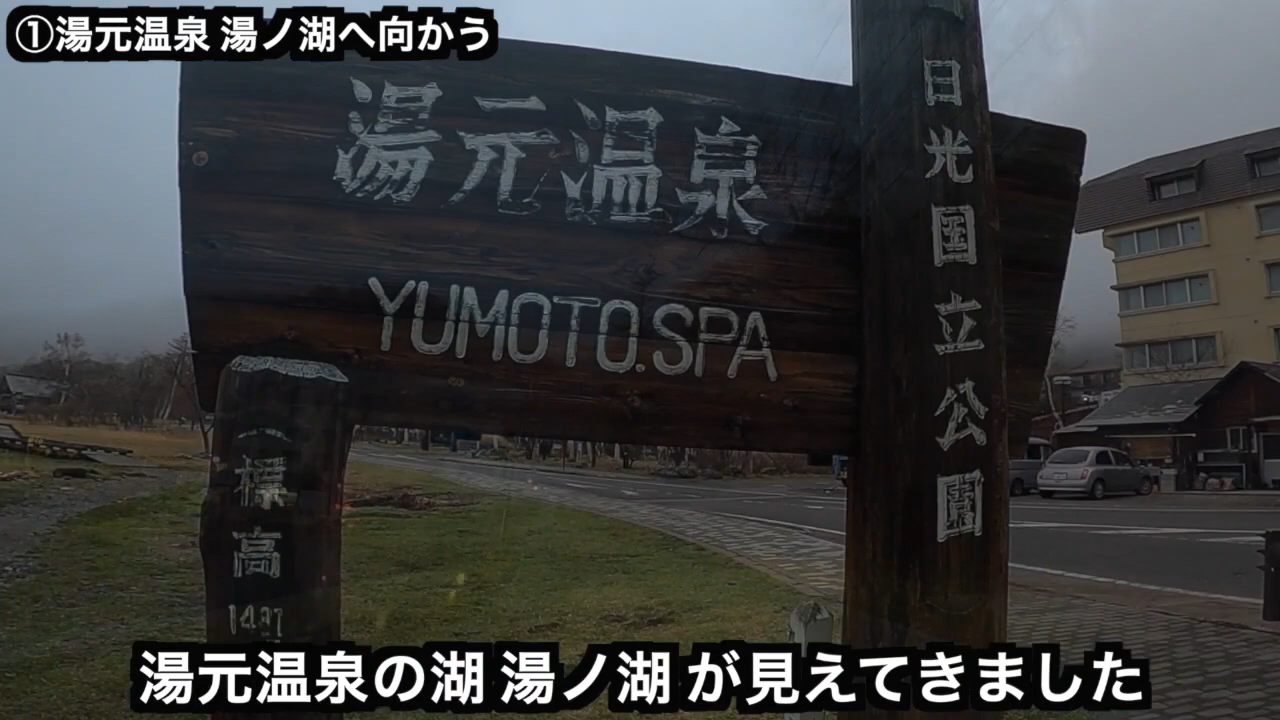 ①湯元温泉 湯ノ湖へ向かう
湯元温泉
YUMOTO.SPA
日光国立公園
標高
湯元温泉の湖 湯ノ湖 が見えてきました